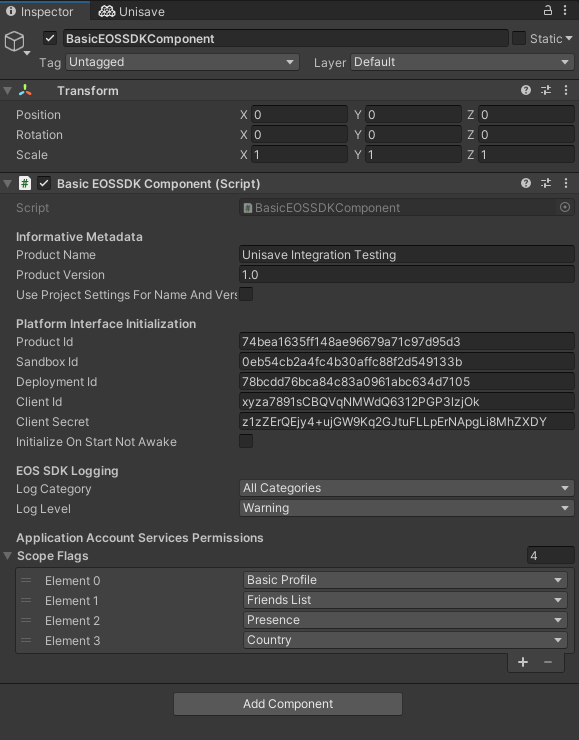 Inspector Unisave
BasicEOSSDKComponent Static
Tag Untagged Layer Default
Transform
Position X 0 Y 0 Z 0
Rotation X 0 Y 0 Z 0
Scale X 1 Y 1 Z 1
# Basic EOSSDK Component (Script)
Script # BasicEOSSDKComponent
Informative Metadata
Product Name Unisave Integration Testing
Product Version 1.0
Use Project Settings For Name And Vers
Platform Interface Initialization
Product Id 74bea1635ff148ae96679a71c97d95d3
Sandbox Id 0eb54cb2a4fc4b30affc88f2d549133b
Deployment Id 78bcdd76bca84c83a0961abc634d7105
Client Id xyza7891sCBQVqNMWdQ6312PGP3IzjOk
Client Secret z1zZErQEjy4+ujGW9Kq2GJtuFLLpErNApgLi8MhZXDY
Initialize On Start Not Awake
EOS SDK Logging
Log Category All Categories
Log Level Warning
Application Account Services Permissions
Scope Flags 4
Element 0 Basic Profile
Element 1 Friends List
Element 2 Presence
Element 3 Country
+ −
Add Component